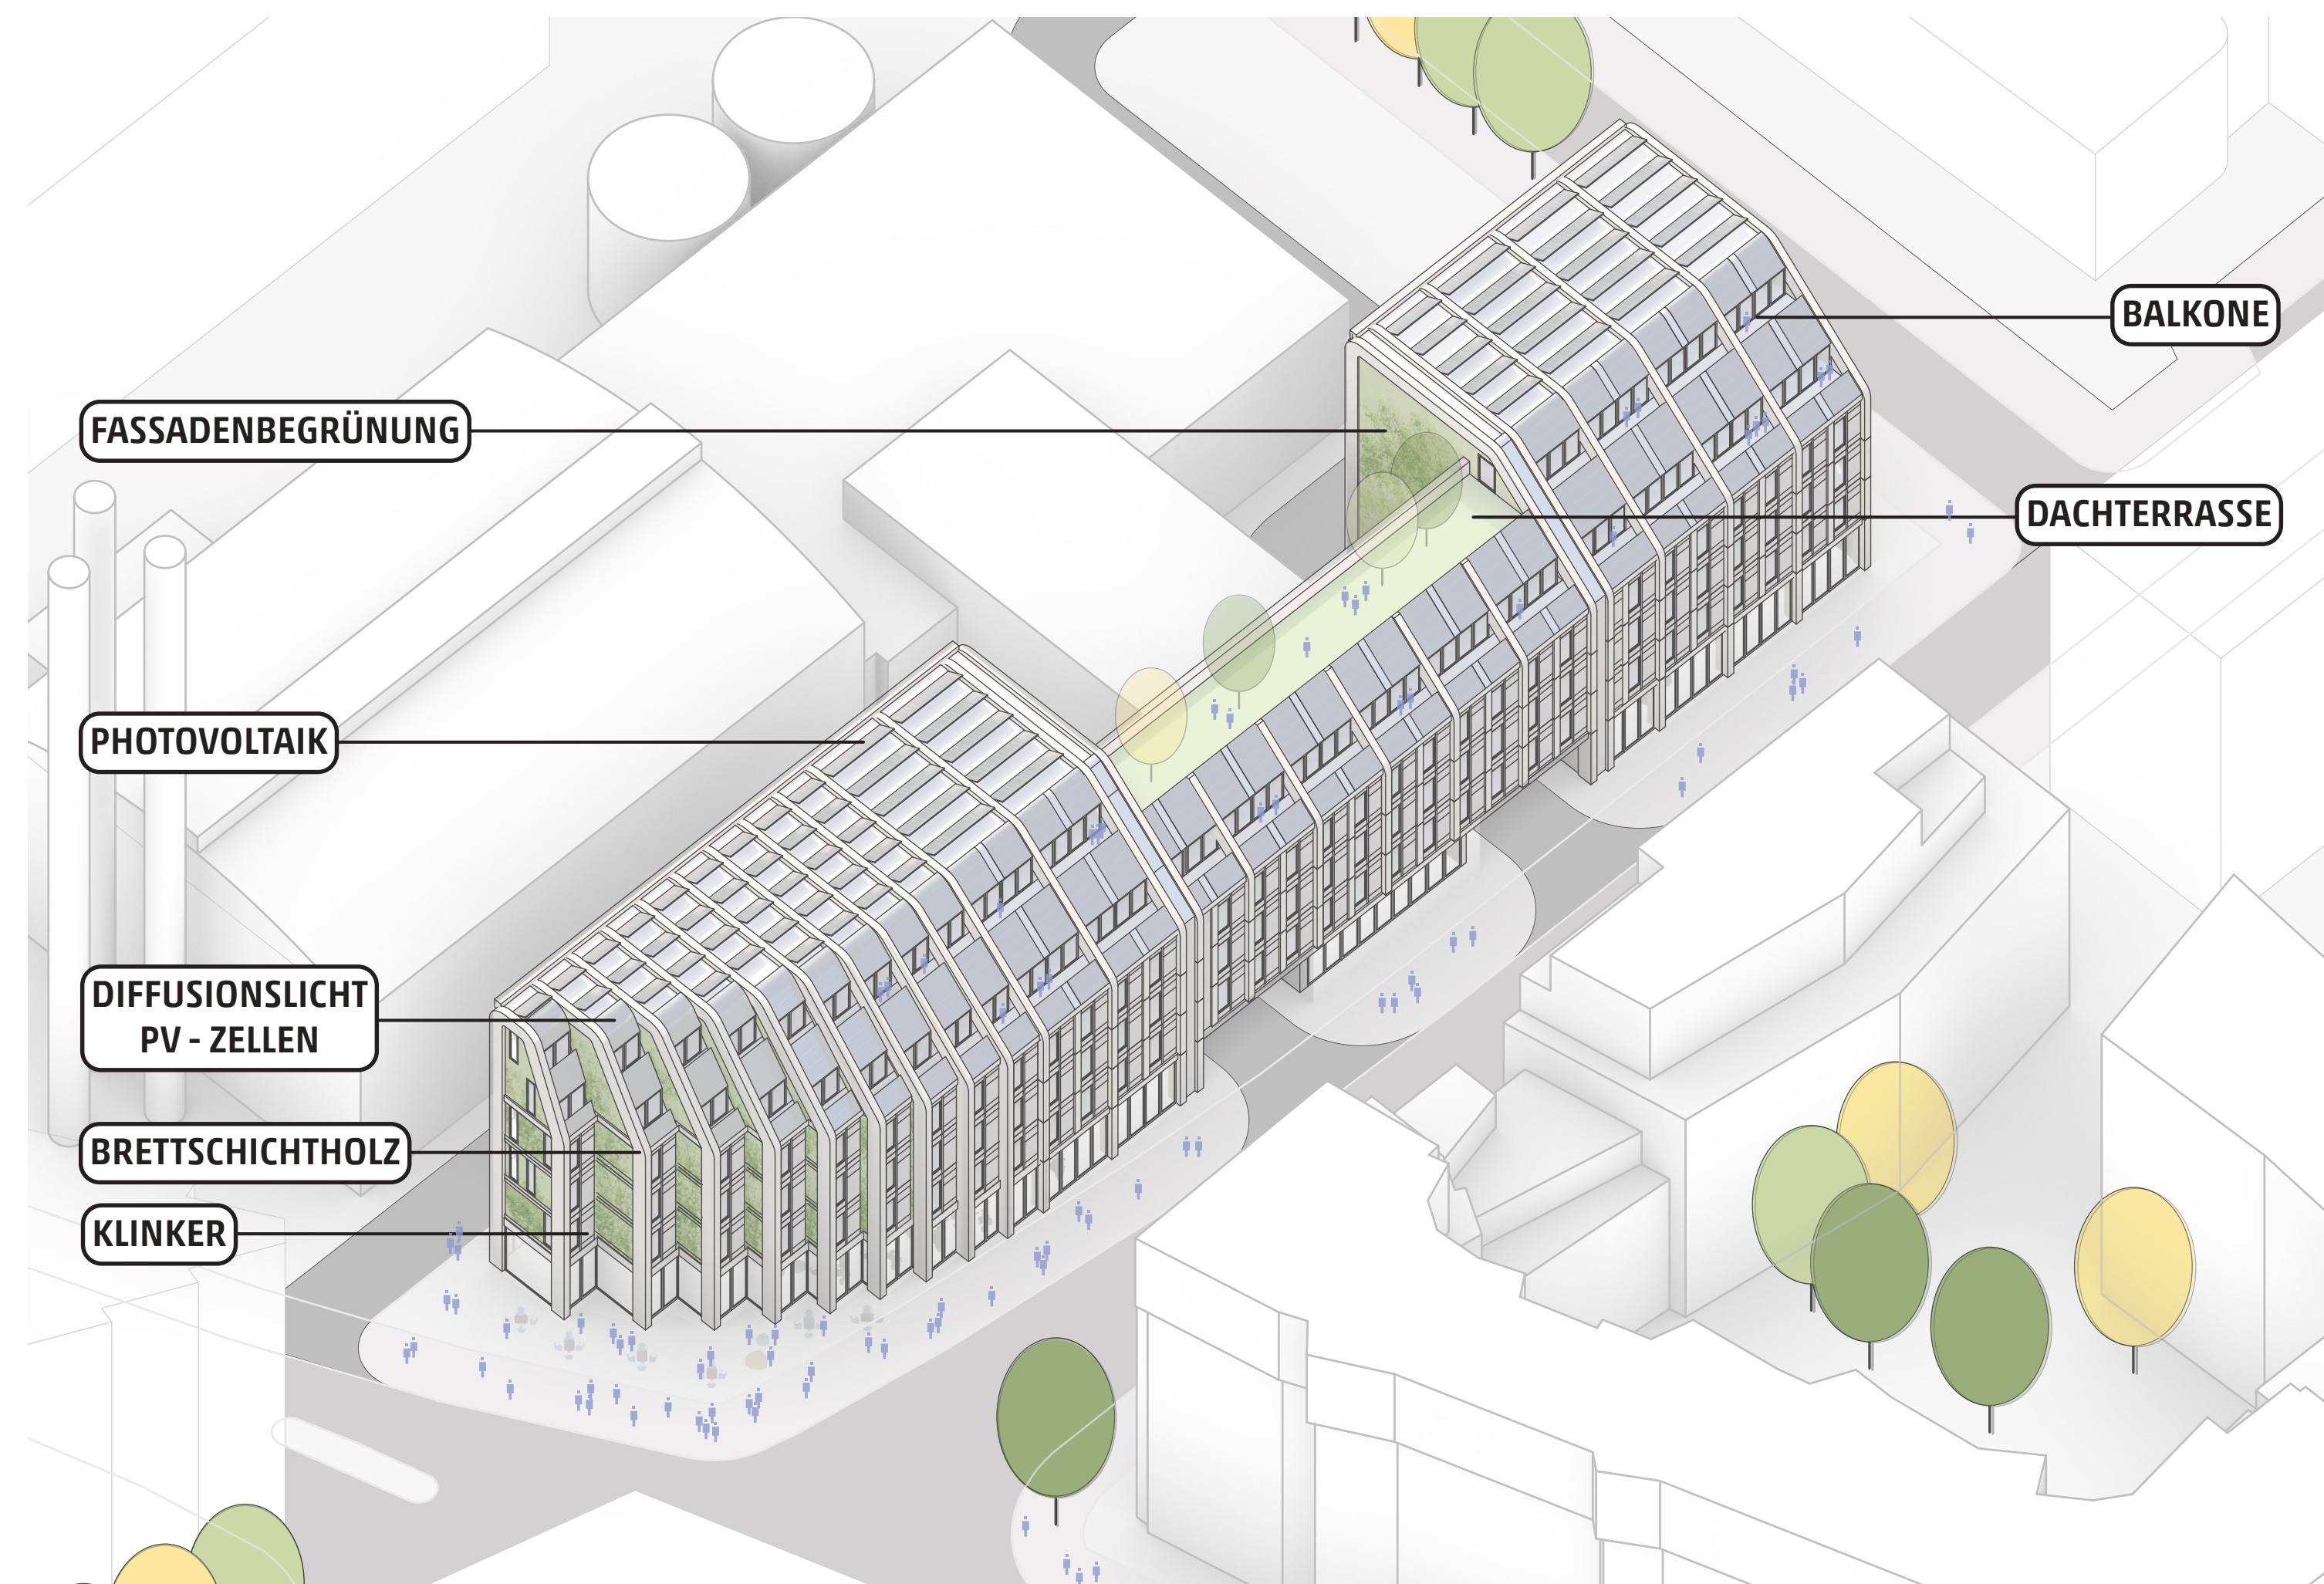 BALKONE
FASSADENBEGRÜNUNG
DACHTERRASSE
PHOTOVOLTAIK
DIFFUSIONSLICHT
PV - ZELLEN
BRETTSCHICHTHOLZ
KLINKER